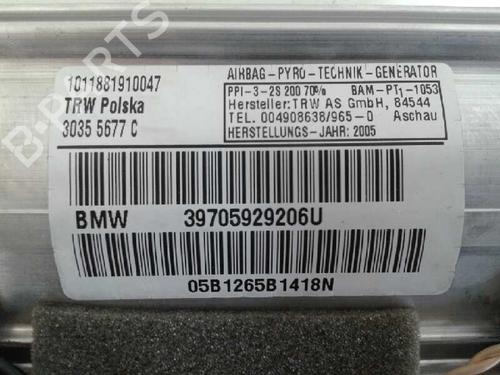 1011881910047
TRW Polska
3035 5677 C
AIRBAG-PYRO-TECHNIK-GENERATOR
PPI-3-2S 200 70% BAM-PT1-1053
Hersteller:TRW AS GmbH, 84544
TEL. 004908638/965-0 Aschau
HERSTELLUNGS-JAHR: 2005
BMW 39705929206U
05B1265B1418N
B-PARTS